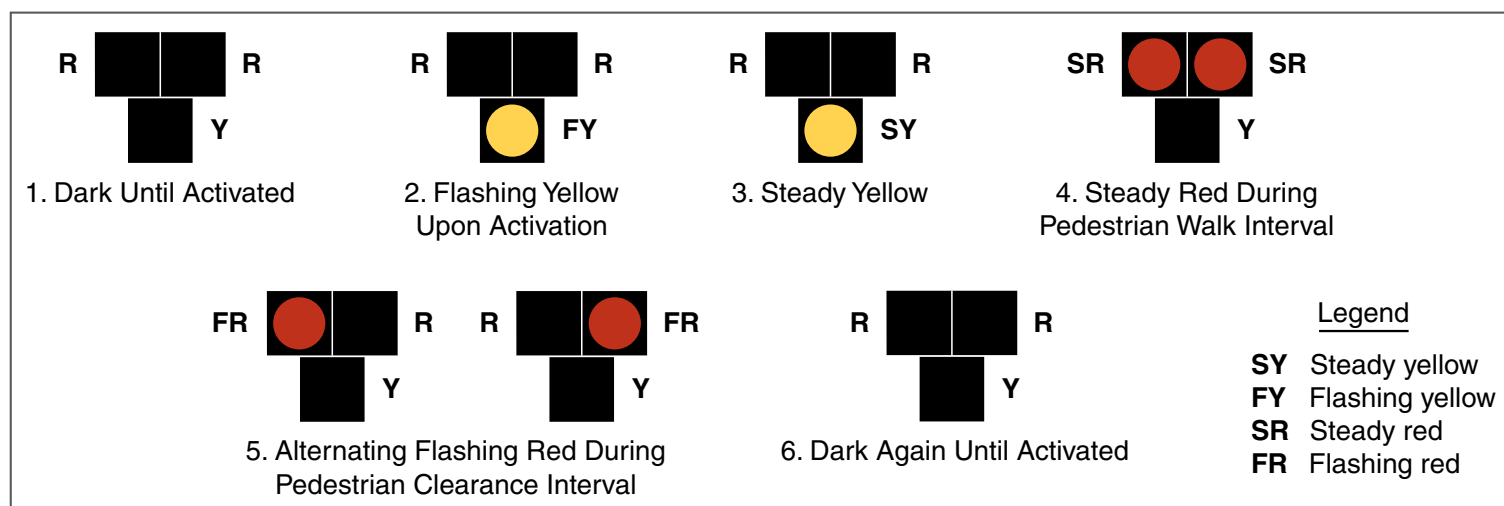 R R
Y
1. Dark Until Activated
R R
FY
2. Flashing Yellow
Upon Activation
R R
SY
3. Steady Yellow
SR SR
Y
4. Steady Red During
Pedestrian Walk Interval
FR R
Y
R FR
Y
5. Alternating Flashing Red During
Pedestrian Clearance Interval
R R
Y
6. Dark Again Until Activated
Legend
SY Steady yellow
FY Flashing yellow
SR Steady red
FR Flashing red